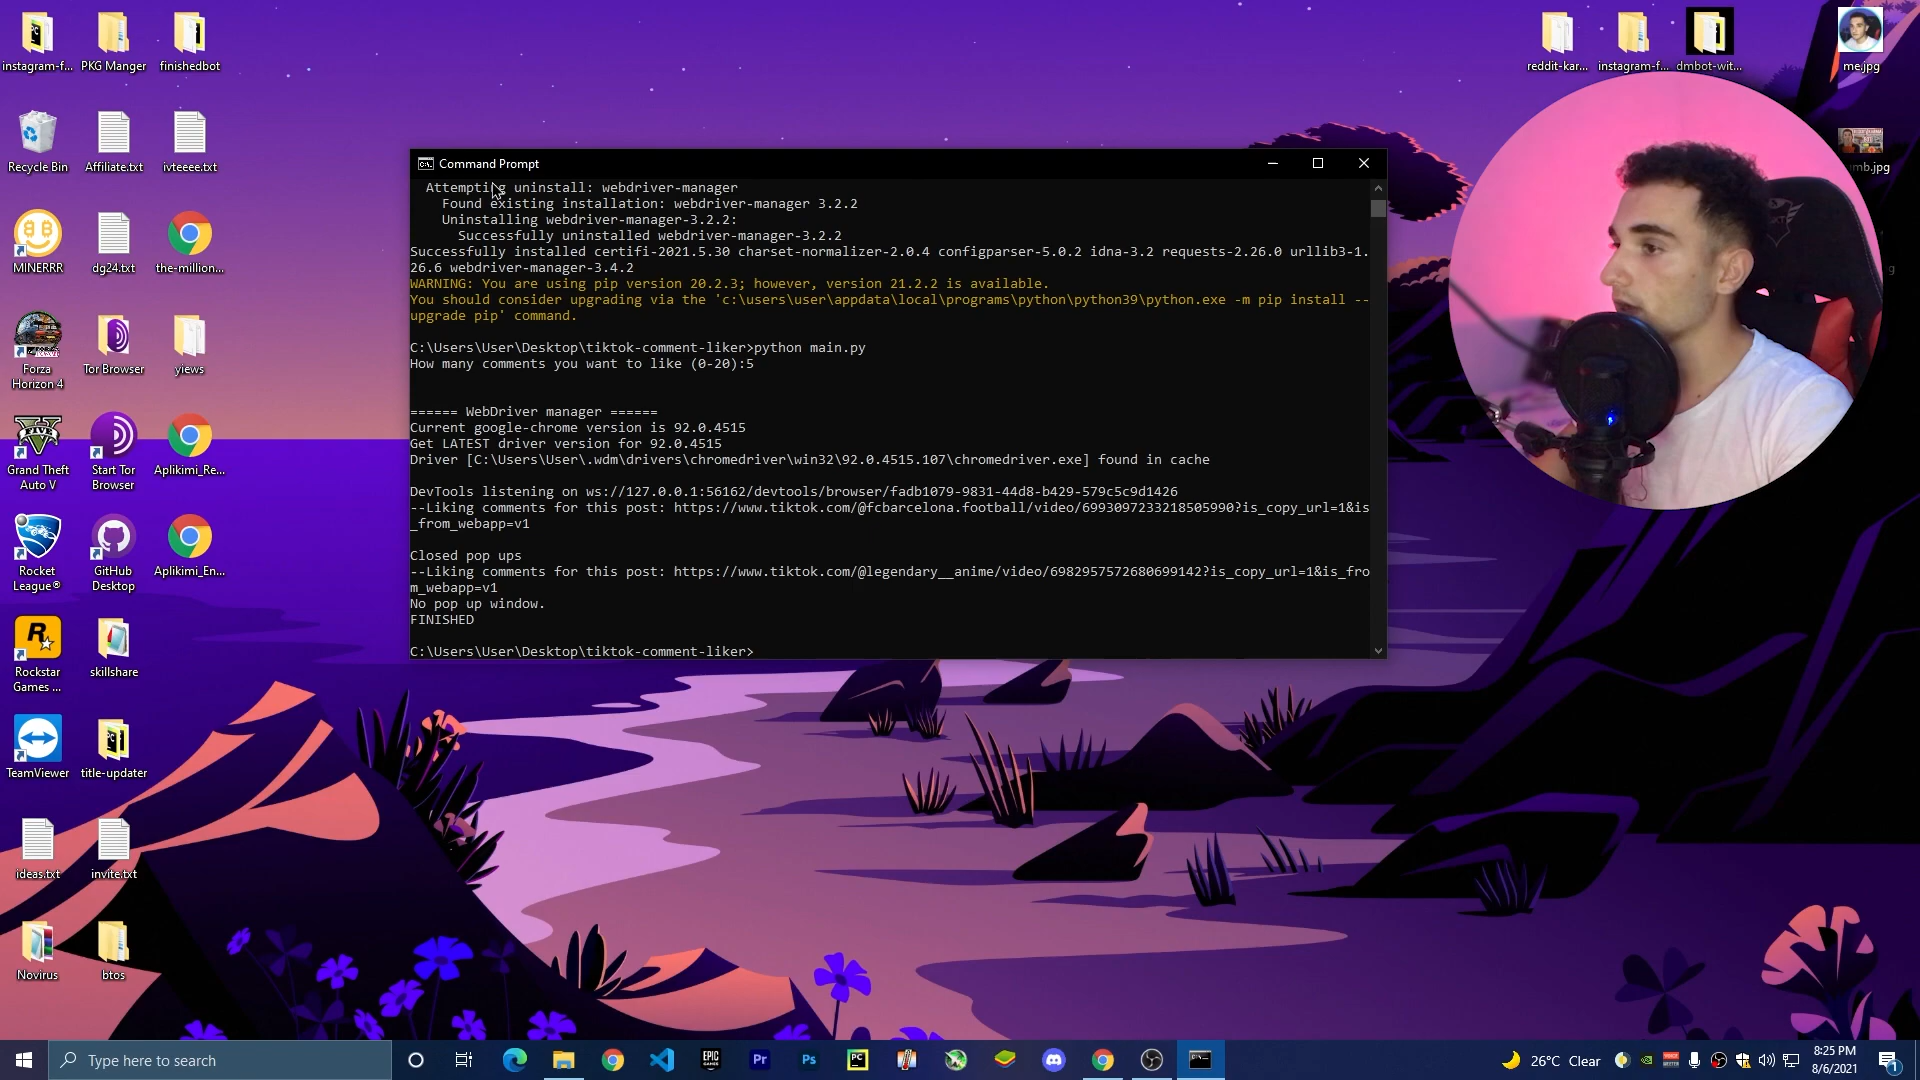 instagram-f...
PKG Manger
finishedbot
Recycle Bin
Affiliate.txt
ivteeee.txt
MINERRR
dg24.txt
the-million...
Forza
Horizon 4
Tor Browser
yiews
Grand Theft
Auto V
Start Tor
Browser
Aplikimi_Re...
Rocket
League®
GitHub
Desktop
Aplikimi_En...
Rockstar
Games ...
skillshare
TeamViewer
title-updater
ideas.txt
invite.txt
Novirus
btos
reddit-kar...
instagram-f...
dmbot-wit...
me.jpg
umb.jpg
Command Prompt
Attempting uninstall: webdriver-manager
Found existing installation: webdriver-manager 3.2.2
Uninstalling webdriver-manager-3.2.2:
Successfully uninstalled webdriver-manager-3.2.2
Successfully installed certifi-2021.5.30 charset-normalizer-2.0.4 configparser-5.0.2 idna-3.2 requests-2.26.0 urllib3-1.
26.6 webdriver-manager-3.4.2
WARNING: You are using pip version 20.2.3; however, version 21.2.2 is available.
You should consider upgrading via the 'c:\users\user\appdata\local\programs\python\python39\python.exe -m pip install --
upgrade pip' command.
C:\Users\User\Desktop\tiktok-comment-liker>python main.py
How many comments you want to like (0-20):5
====== WebDriver manager ======
Current google-chrome version is 92.0.4515
Get LATEST driver version for 92.0.4515
Driver [C:\Users\User\.wdm\drivers\chromedriver\win32\92.0.4515.107\chromedriver.exe] found in cache
DevTools listening on ws://127.0.0.1:56162/devtools/browser/fadb1079-9831-44d8-b429-579c5c9d1426
--Liking comments for this post: https://www.tiktok.com/@fcbarcelona.football/video/6993097233218505990?is_copy_url=1&is
_from_webapp=v1
Closed pop ups
--Liking comments for this post: https://www.tiktok.com/@legendary__anime/video/6982957572680699142?is_copy_url=1&is_fro
m_webapp=v1
No pop up window.
FINISHED
C:\Users\User\Desktop\tiktok-comment-liker>
Type here to search
26°C Clear
8:25 PM
8/6/2021